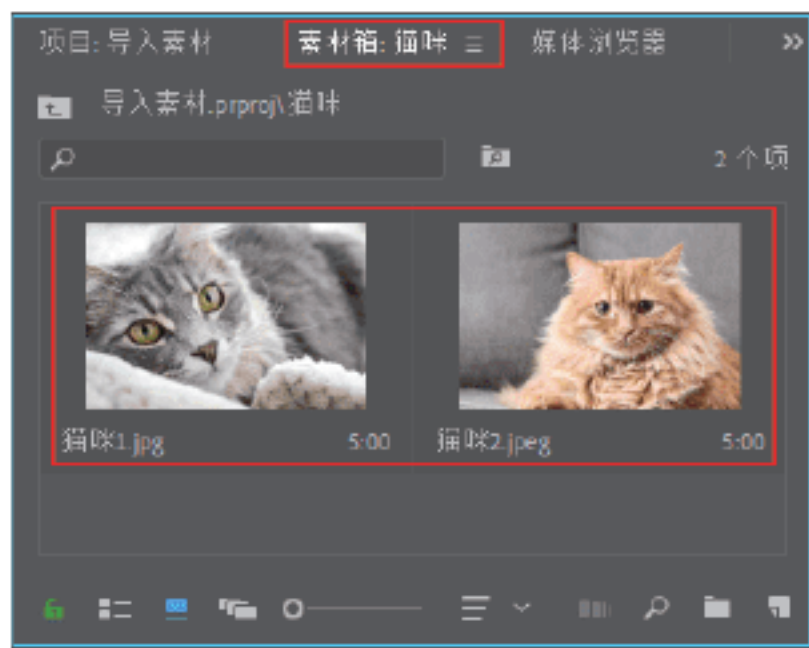 项目: 导入素材 素材箱: 猫咪 媒体浏览器
导入素材.prproj\猫咪
2 个项
猫咪1.jpg 5:00 猫咪2.jpeg 5:00